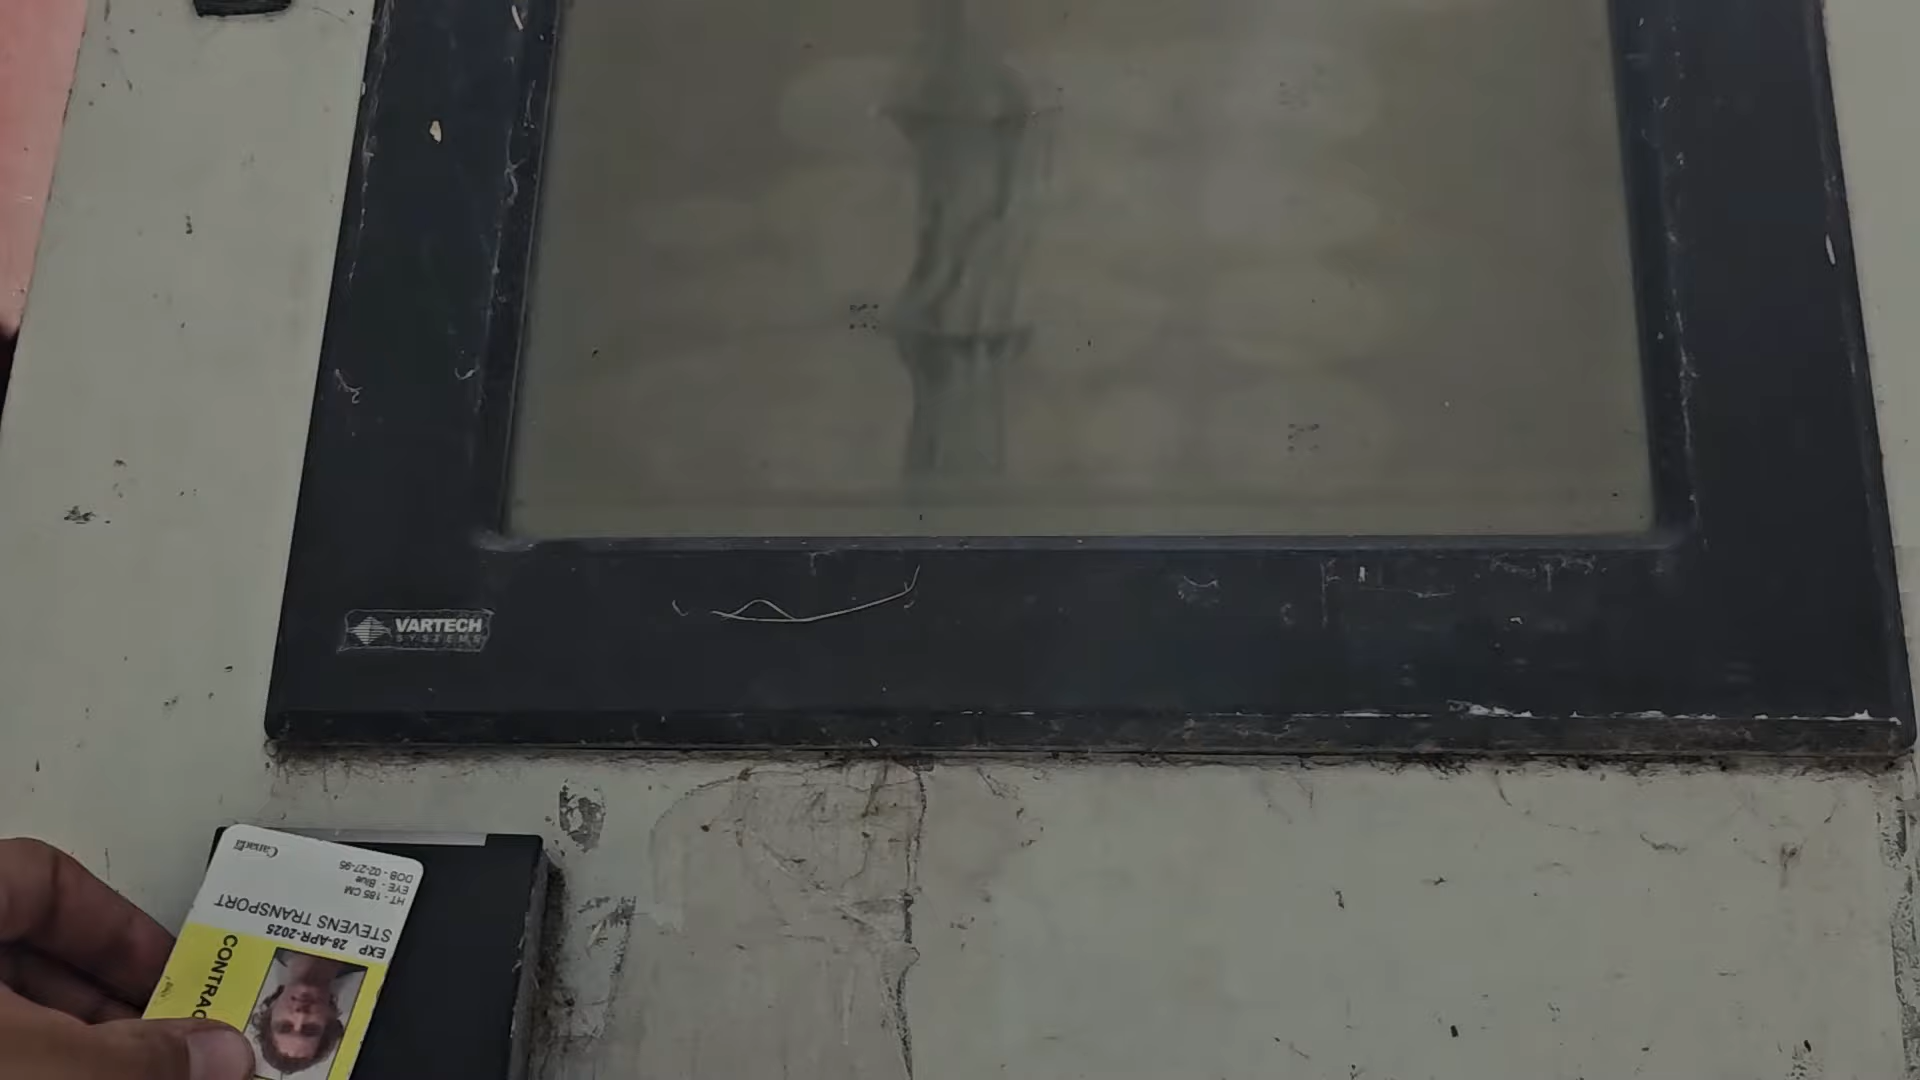 VARTECH
SYSTEMS
Canada
DOB - 02-27-95
EYE - Blue
HT - 185 CM
STEVENS TRANSPORT
EXP 28-APR-2025